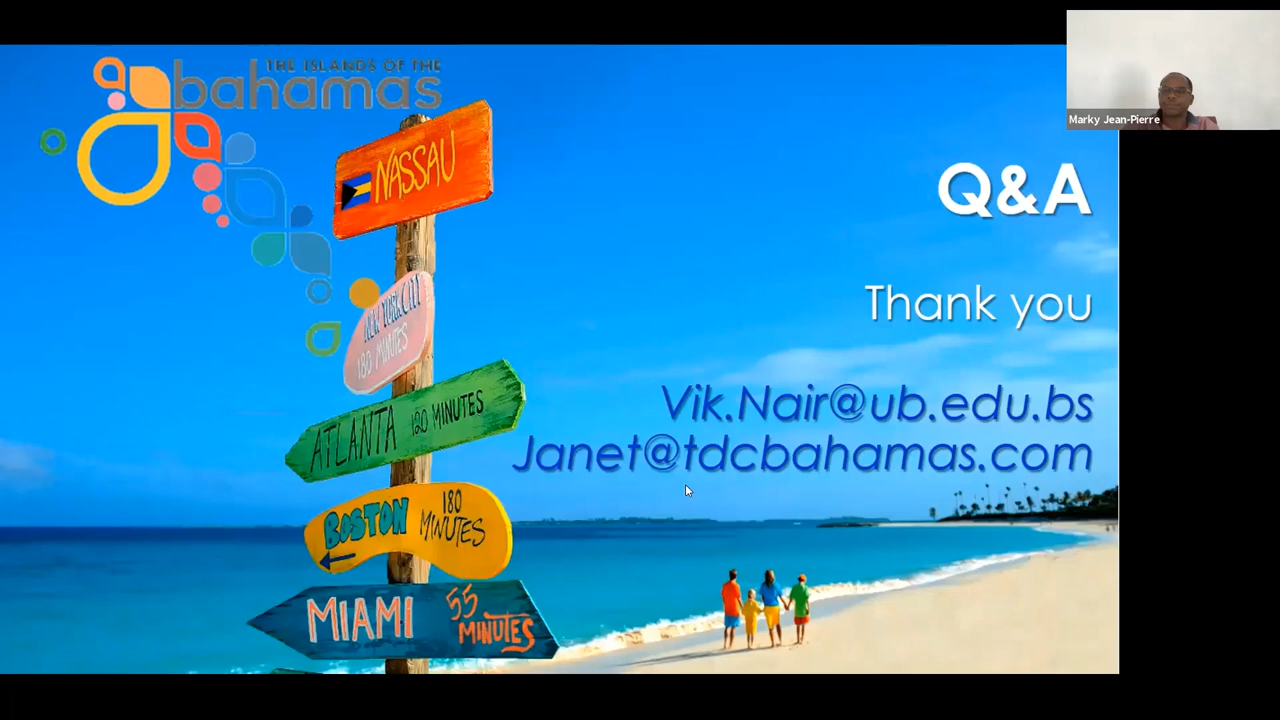 THE ISLANDS OF THE
bahamas
Marky Jean-Pierre
NASSAU
NEW YORK CITY
180 MINUTES
ATLANTA 120 MINUTES
BOSTON 180 MINUTES
MIAMI 55 MINUTES
Q&A
Thank you
Vik.Nair@ub.edu.bs
Janet@tdcbahamas.com